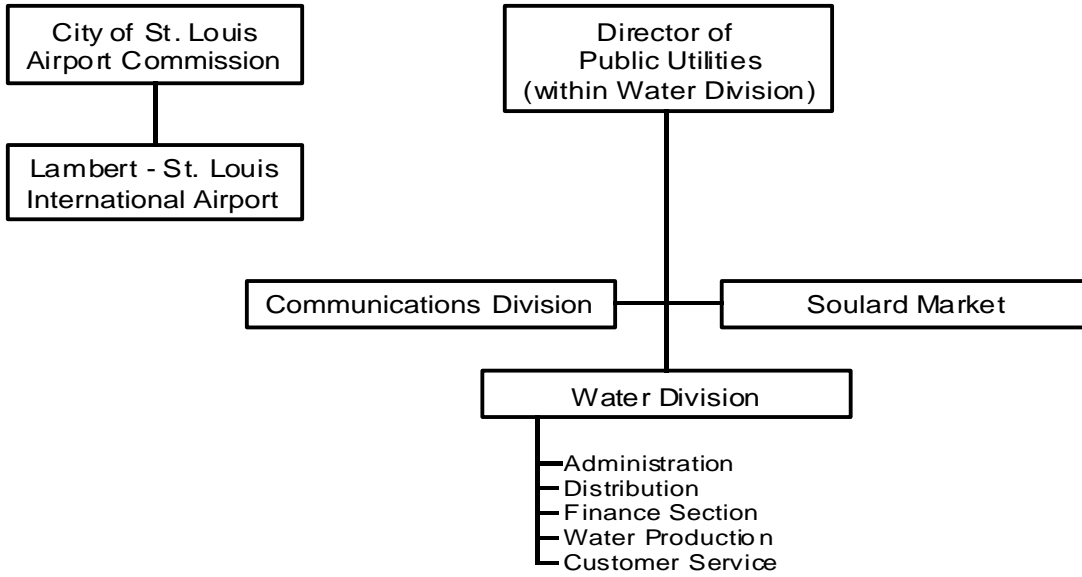 City of St. Louis
Airport Commission
Lambert - St. Louis
International Airport
Director of
Public Utilities
(within Water Division)
Communications Division
Soulard Market
Water Division
Administration
Distribution
Finance Section
Water Production
Customer Service